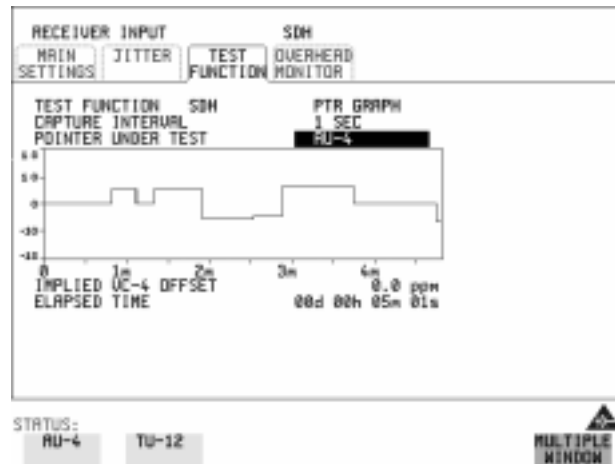 RECEIVER INPUT SDH
MAIN SETTINGS JITTER TEST FUNCTION OVERHEAD MONITOR
TEST FUNCTION SDH PTR GRAPH
CAPTURE INTERVAL 1 SEC
POINTER UNDER TEST AU-4
0
0 1m 2m 3m 4m
IMPLIED VC-4 OFFSET 0.0 ppm
ELAPSED TIME 00d 00h 05m 01s
STATUS:
AU-4 TU-12 MULTIPLE WINDOW